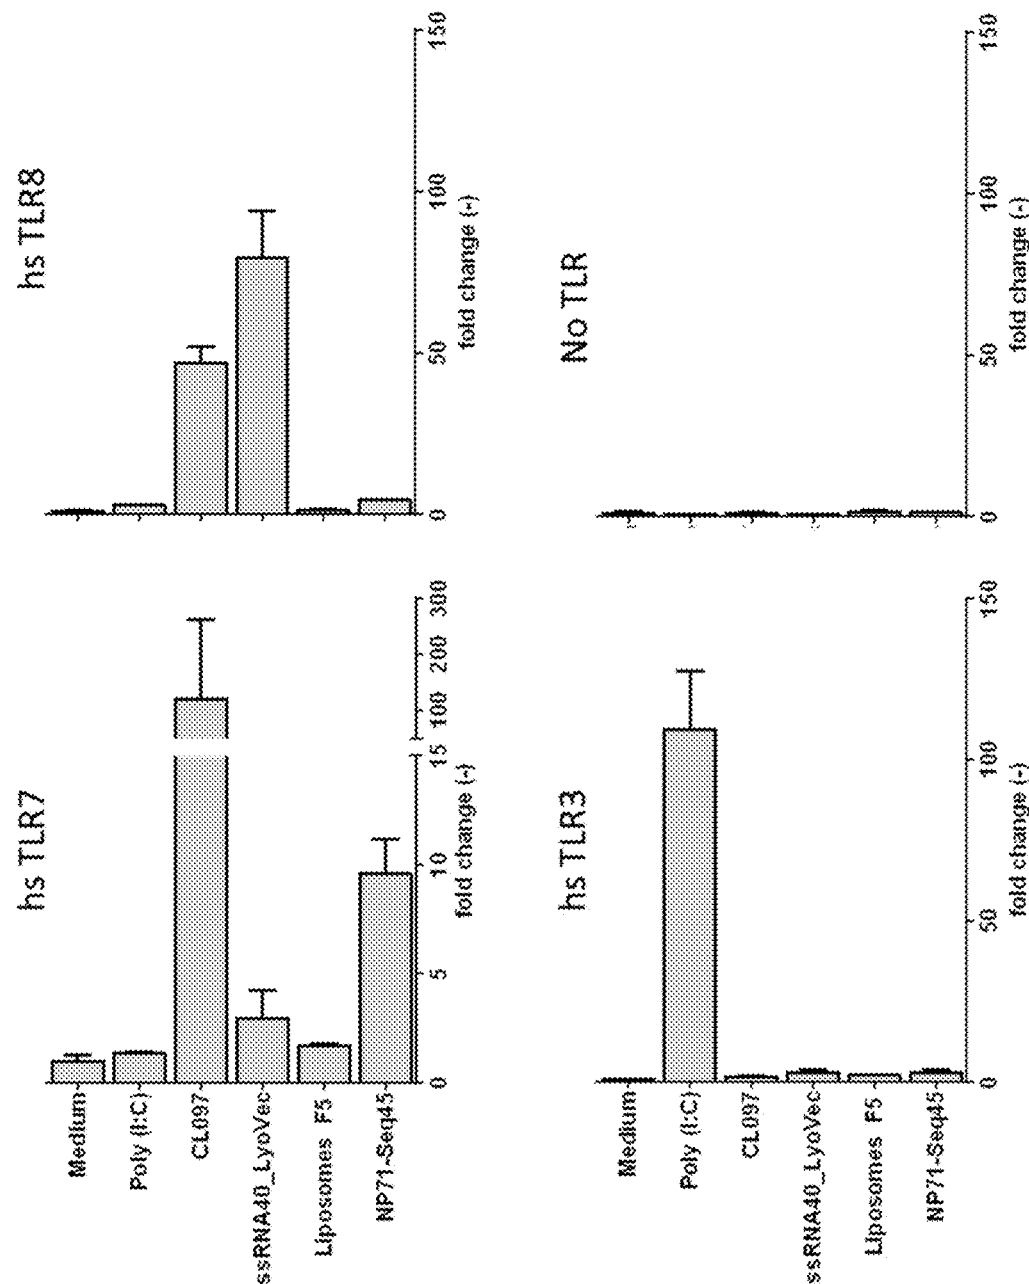 hs TLR7
Medium
Poly (I:C)
CL097
ssRNA40_LyoVec
Liposomes F5
NP71-Seq45
0 5 10 15 100 200 300
fold change (-)
hs TLR8
0 50 100 150
fold change (-)
hs TLR3
Medium
Poly (I:C)
CL097
ssRNA40_LyoVec
Liposomes F5
NP71-Seq45
0 50 100 150
fold change (-)
No TLR
0 50 100 150
fold change (-)